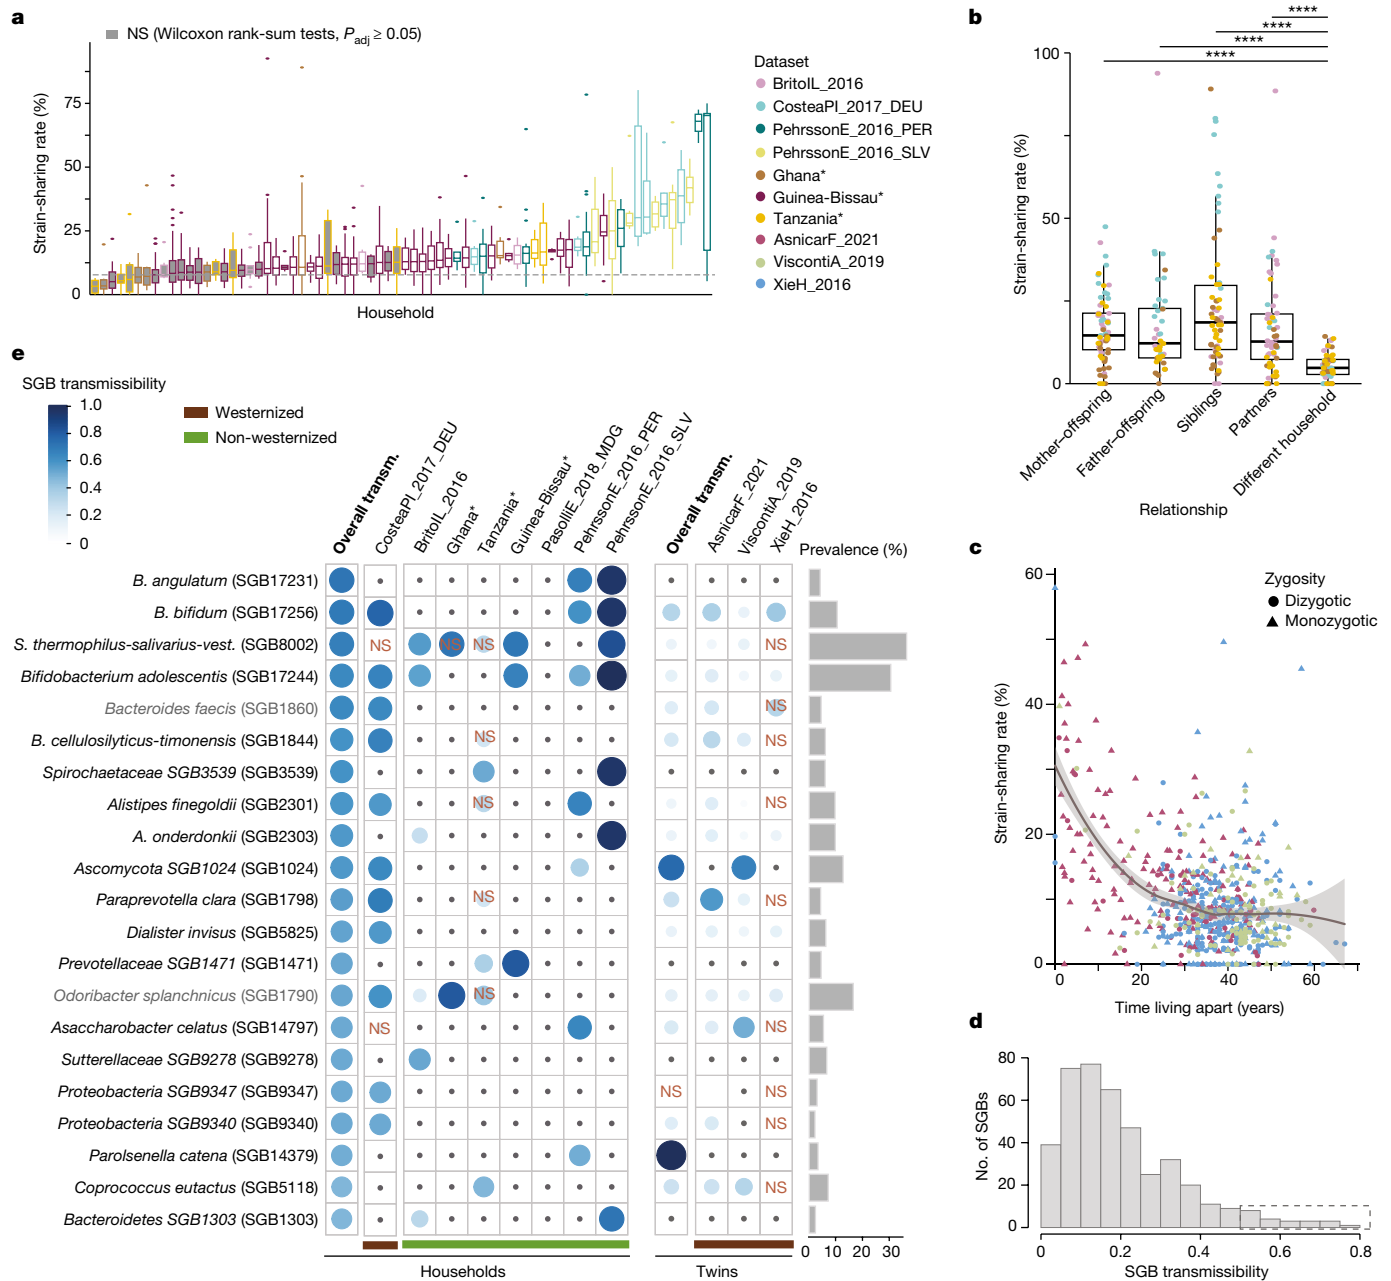 a
NS (Wilcoxon rank-sum tests, Padj ≥ 0.05)
Strain-sharing rate (%)
75
50
25
0
Household
Dataset
BritoIL_2016
CosteaPI_2017_DEU
PehrssonE_2016_PER
PehrssonE_2016_SLV
Ghana*
Guinea-Bissau*
Tanzania*
AsnicarF_2021
ViscontiA_2019
XieH_2016
b
****
****
****
****
Strain-sharing rate (%)
100
50
0
Mother–offspring
Father–offspring
Siblings
Partners
Different household
Relationship
e
SGB transmissibility
1.0
0.8
0.6
0.4
0.2
0
Westernized
Non-westernized
Overall transm.
CosteaPI_2017_DEU
BritoIL_2016
Ghana*
Tanzania*
Guinea-Bissau*
PasolliE_2018_MDG
PehrssonE_2016_PER
PehrssonE_2016_SLV
Overall transm.
AsnicarF_2021
ViscontiA_2019
XieH_2016
Prevalence (%)
B. angulatum (SGB17231)
B. bifidum (SGB17256)
S. thermophilus-salivarius-vest. (SGB8002) NS NS NS NS
Bifidobacterium adolescentis (SGB17244)
Bacteroides faecis (SGB1860) NS
B. cellulosilyticus-timonensis (SGB1844) NS NS
Spirochaetaceae SGB3539 (SGB3539)
Alistipes finegoldii (SGB2301) NS NS
A. onderdonkii (SGB2303)
Ascomycota SGB1024 (SGB1024)
Paraprevotella clara (SGB1798) NS NS
Dialister invisus (SGB5825)
Prevotellaceae SGB1471 (SGB1471)
Odoribacter splanchnicus (SGB1790) NS
Asaccharobacter celatus (SGB14797) NS NS
Sutterellaceae SGB9278 (SGB9278)
Proteobacteria SGB9347 (SGB9347) NS NS
Proteobacteria SGB9340 (SGB9340) NS
Parolsenella catena (SGB14379)
Coprococcus eutactus (SGB5118) NS
Bacteroidetes SGB1303 (SGB1303)
0 10 20 30
Households
Twins
c
Zygosity
Dizygotic
Monozygotic
Strain-sharing rate (%)
60
40
20
0
0 20 40 60
Time living apart (years)
d
No. of SGBs
80
60
40
20
0
0 0.2 0.4 0.6 0.8
SGB transmissibility